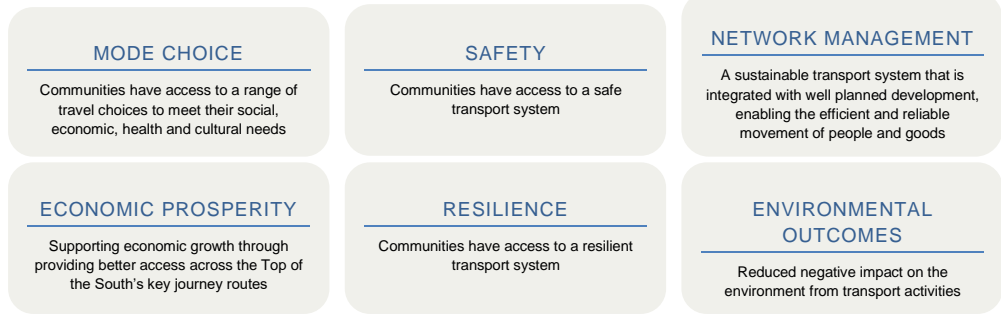 MODE CHOICE
Communities have access to a range of
travel choices to meet their social,
economic, health and cultural needs
SAFETY
Communities have access to a safe
transport system
NETWORK MANAGEMENT
A sustainable transport system that is
integrated with well planned development,
enabling the efficient and reliable
movement of people and goods
ECONOMIC PROSPERITY
Supporting economic growth through
providing better access across the Top of
the South's key journey routes
RESILIENCE
Communities have access to a resilient
transport system
ENVIRONMENTAL
OUTCOMES
Reduced negative impact on the
environment from transport activities